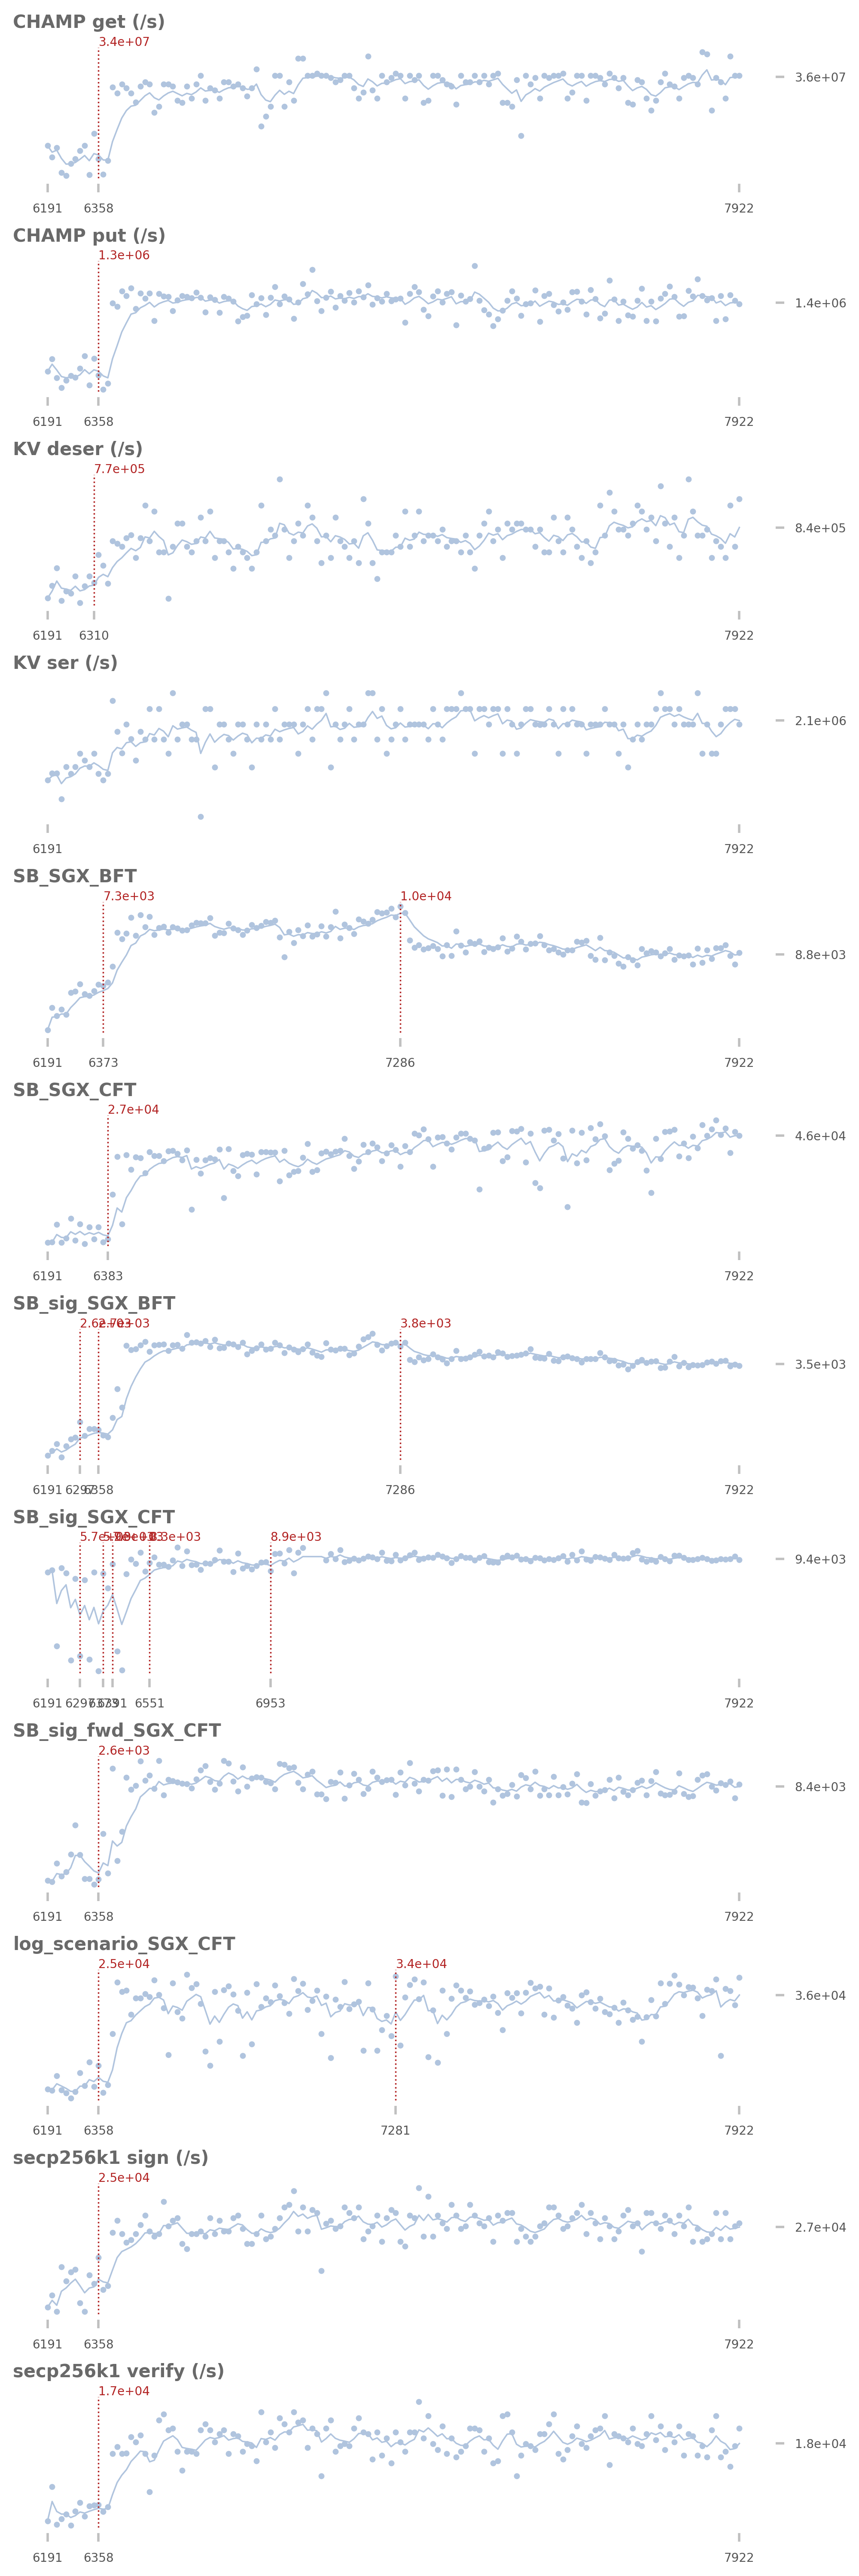 CHAMP get (/s)
3.4e+07
3.6e+07
6191 6358 7922
CHAMP put (/s)
1.3e+06
1.4e+06
6191 6358 7922
KV deser (/s)
7.7e+05
8.4e+05
6191 6310 7922
KV ser (/s)
2.1e+06
6191 7922
SB_SGX_BFT
7.3e+03 1.0e+04
8.8e+03
6191 6373 7286 7922
SB_SGX_CFT
2.7e+04
4.6e+04
6191 6383 7922
SB_sig_SGX_BFT
2.6e+03 2.7e+03 3.8e+03
3.5e+03
6191 6297 6358 7286 7922
SB_sig_SGX_CFT
5.7e+03 8.3e+03 8.9e+03
9.4e+03
6191 6297 6373 6391 6551 6953 7922
SB_sig_fwd_SGX_CFT
2.6e+03
8.4e+03
6191 6358 7922
log_scenario_SGX_CFT
2.5e+04 3.4e+04
3.6e+04
6191 6358 7281 7922
secp256k1 sign (/s)
2.5e+04
2.7e+04
6191 6358 7922
secp256k1 verify (/s)
1.7e+04
1.8e+04
6191 6358 7922